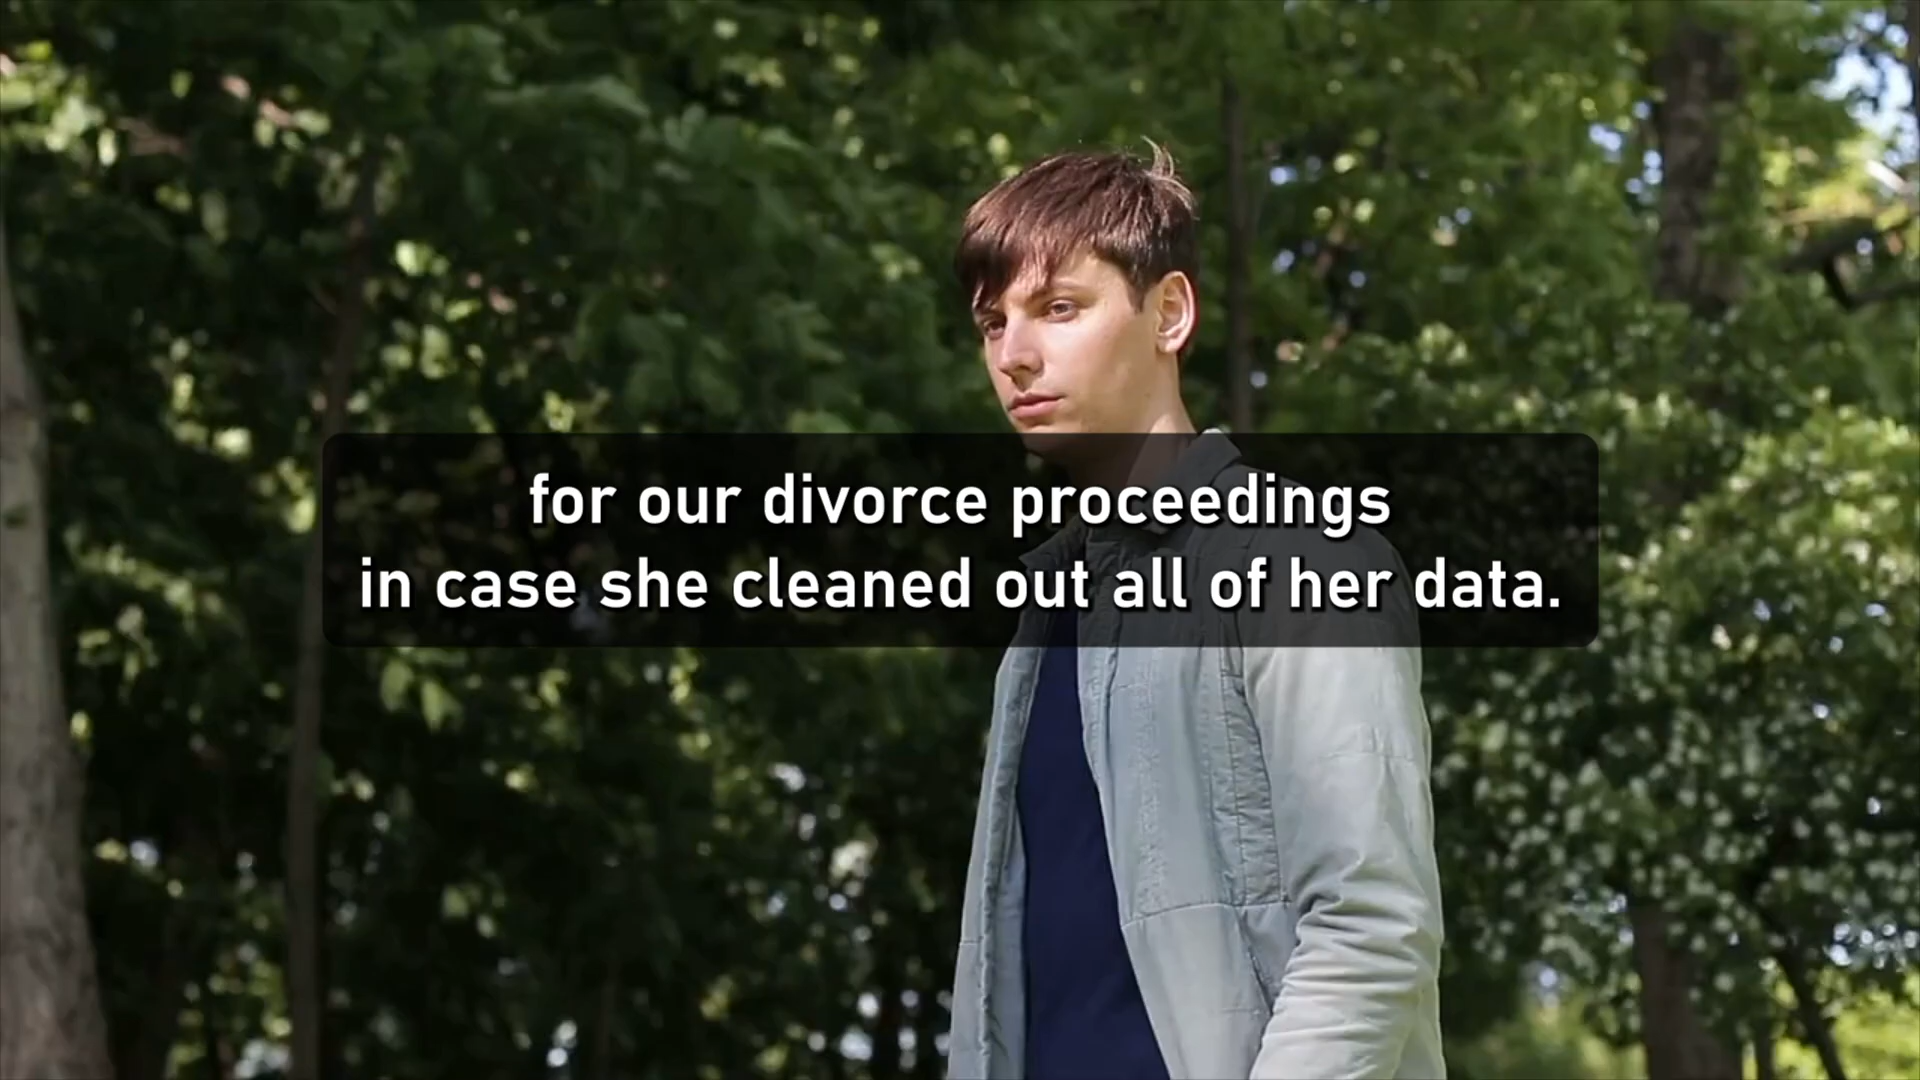 for our divorce proceedings
in case she cleaned out all of her data.